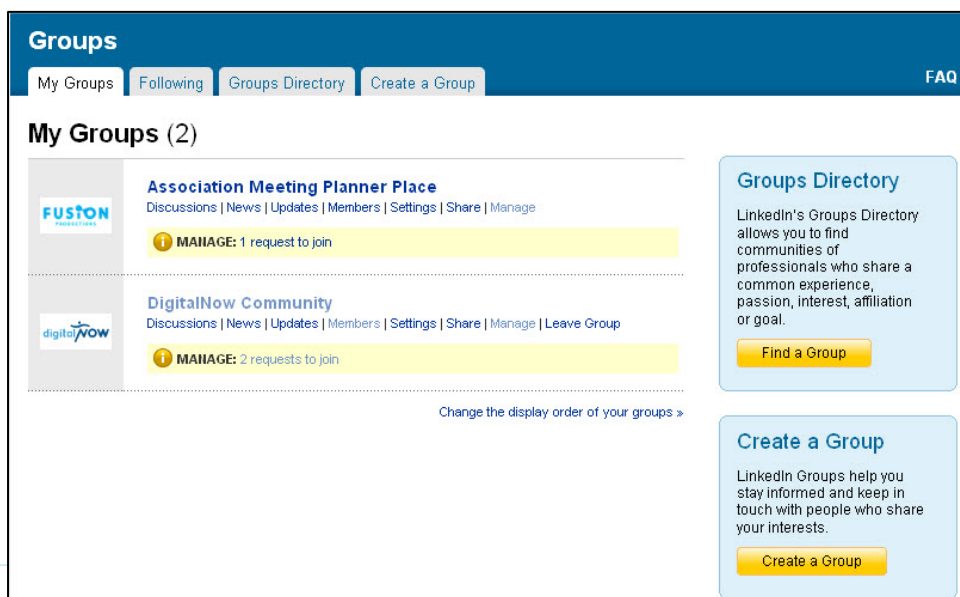 Groups
My Groups
Following
Groups Directory
Create a Group
FAQ
My Groups (2)
FUSION
PRODUCTIONS
Association Meeting Planner Place
Discussions | News | Updates | Members | Settings | Share | Manage
MANAGE: 1 request to join
digitalNOW
DigitalNow Community
Discussions | News | Updates | Members | Settings | Share | Manage | Leave Group
MANAGE: 2 requests to join
Change the display order of your groups »
Groups Directory
LinkedIn's Groups Directory
allows you to find
communities of
professionals who share a
common experience,
passion, interest, affiliation
or goal.
Find a Group
Create a Group
LinkedIn Groups help you
stay informed and keep in
touch with people who share
your interests.
Create a Group